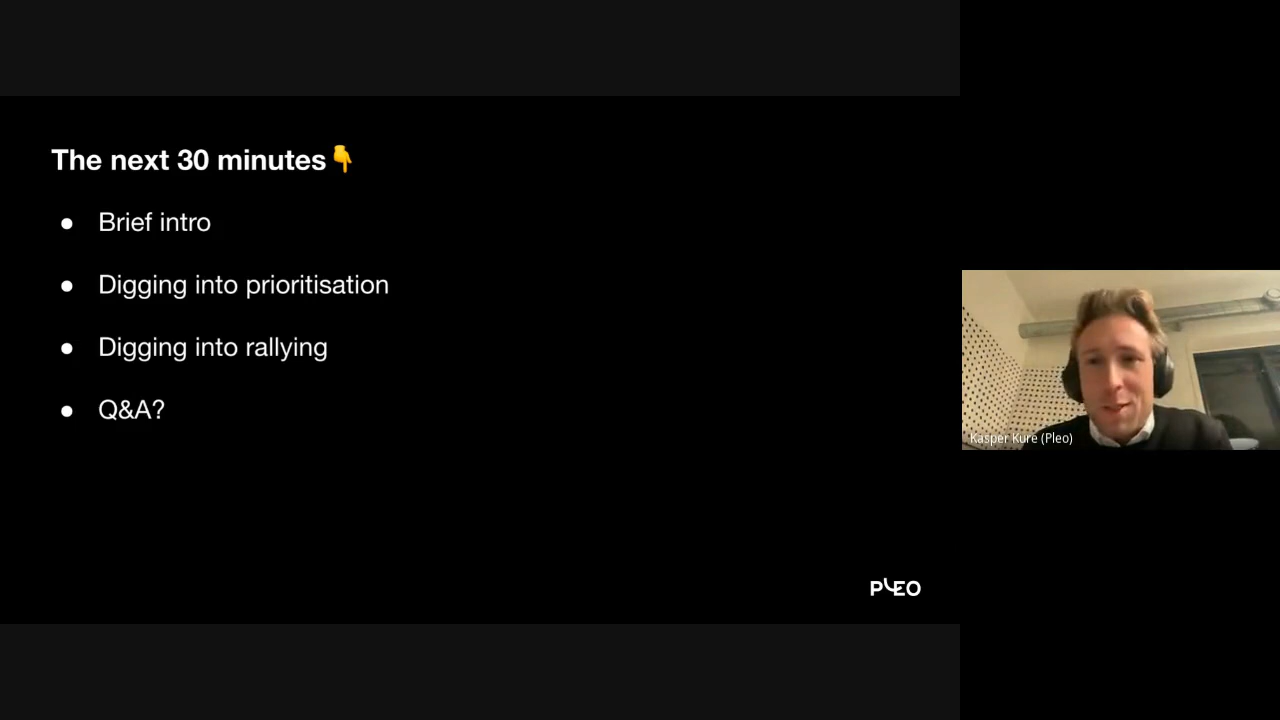 The next 30 minutes👇
● Brief intro
● Digging into prioritisation
● Digging into rallying
● Q&A?
Kasper Kure (Pleo)
PLEO